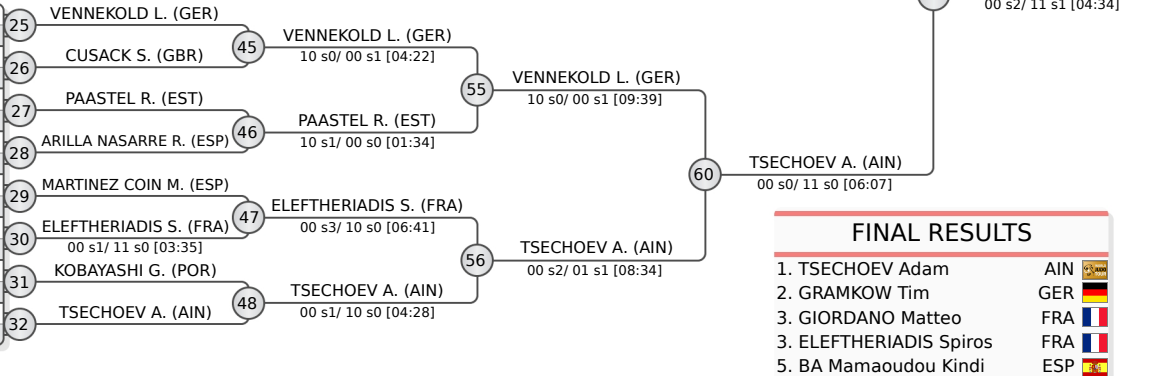 00 s2/ 11 s1 [04:34]
25
VENNEKOLD L. (GER)
26
CUSACK S. (GBR)
27
PAASTEL R. (EST)
28
ARILLA NASARRE R. (ESP)
29
MARTINEZ COIN M. (ESP)
30
ELEFTHERIADIS S. (FRA)
00 s1/ 11 s0 [03:35]
31
KOBAYASHI G. (POR)
32
TSECHOEV A. (AIN)
45
VENNEKOLD L. (GER)
10 s0/ 00 s1 [04:22]
46
PAASTEL R. (EST)
10 s1/ 00 s0 [01:34]
47
ELEFTHERIADIS S. (FRA)
00 s3/ 10 s0 [06:41]
48
TSECHOEV A. (AIN)
00 s1/ 10 s0 [04:28]
55
VENNEKOLD L. (GER)
10 s0/ 00 s1 [09:39]
56
TSECHOEV A. (AIN)
00 s2/ 01 s1 [08:34]
60
TSECHOEV A. (AIN)
00 s0/ 11 s0 [06:07]
FINAL RESULTS
1. TSECHOEV Adam AIN
2. GRAMKOW Tim GER
3. GIORDANO Matteo FRA
3. ELEFTHERIADIS Spiros FRA
5. BA Mamaoudou Kindi ESP